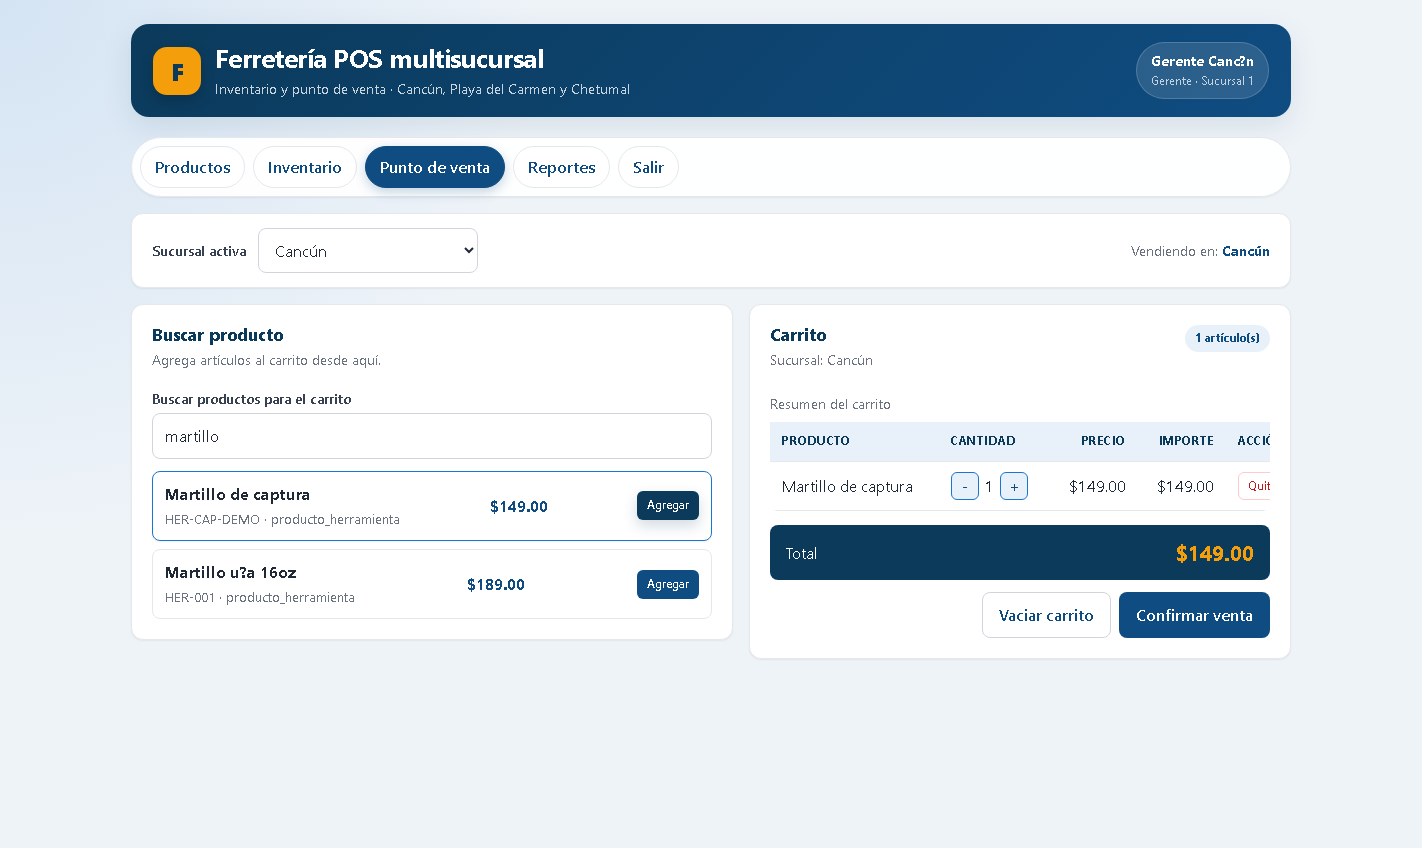 F
Ferretería POS multisucursal
Inventario y punto de venta · Cancún, Playa del Carmen y Chetumal
Gerente Canc?n
Gerente · Sucursal 1
Productos
Inventario
Punto de venta
Reportes
Salir
Sucursal activa
Cancún
Vendiendo en: Cancún
Buscar producto
Agrega artículos al carrito desde aquí.
Buscar productos para el carrito
martillo
Martillo de captura
HER-CAP-DEMO · producto_herramienta
$149.00
Agregar
Martillo u?a 16oz
HER-001 · producto_herramienta
$189.00
Agregar
Carrito
1 artículo(s)
Sucursal: Cancún
Resumen del carrito
PRODUCTO CANTIDAD PRECIO IMPORTE ACCIÓ
Martillo de captura - 1 + $149.00 $149.00 Quit
Total $149.00
Vaciar carrito
Confirmar venta